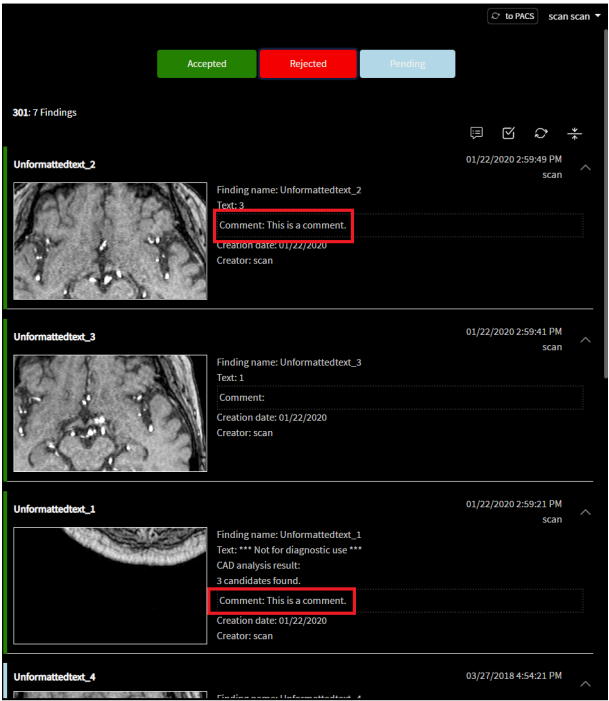 to PACS scan scan
Accepted Rejected Pending
301: 7 Findings
Unformattedtext_2
01/22/2020 2:59:49 PM
scan
Finding name: Unformattedtext_2
Text: 3
Comment: This is a comment.
Creation date: 01/22/2020
Creator: scan
Unformattedtext_3
01/22/2020 2:59:41 PM
scan
Finding name: Unformattedtext_3
Text: 1
Comment:
Creation date: 01/22/2020
Creator: scan
Unformattedtext_1
01/22/2020 2:59:21 PM
scan
Finding name: Unformattedtext_1
Text: *** Not for diagnostic use ***
CAD analysis result:
3 candidates found.
Comment: This is a comment.
Creation date: 01/22/2020
Creator: scan
Unformattedtext_4
03/27/2018 4:54:21 PM
Finding name: Unformattedtext_4